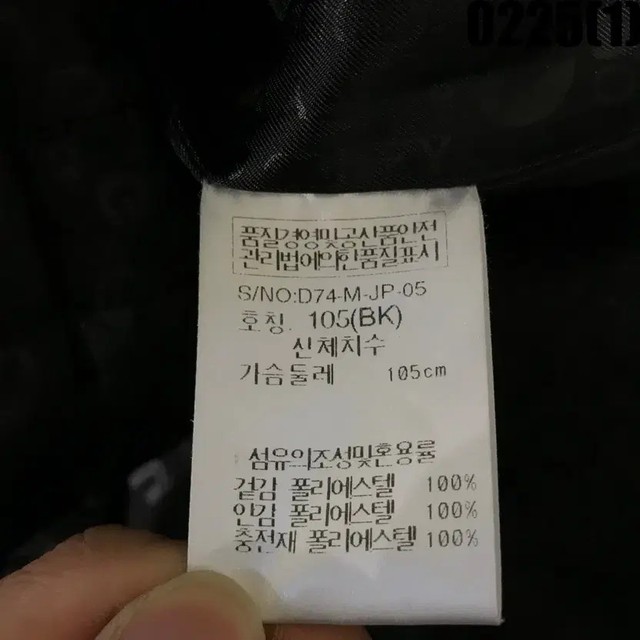 0225(1)
품질경영및공산품안전
관리법에의한품질표시
S/NO:D74-M-JP-05
호칭. 105(BK)
신체치수
가슴둘레 105cm
섬유의조성및혼용률
겉감 폴리에스텔 100%
안감 폴리에스텔 100%
충전재 폴리에스텔 100%